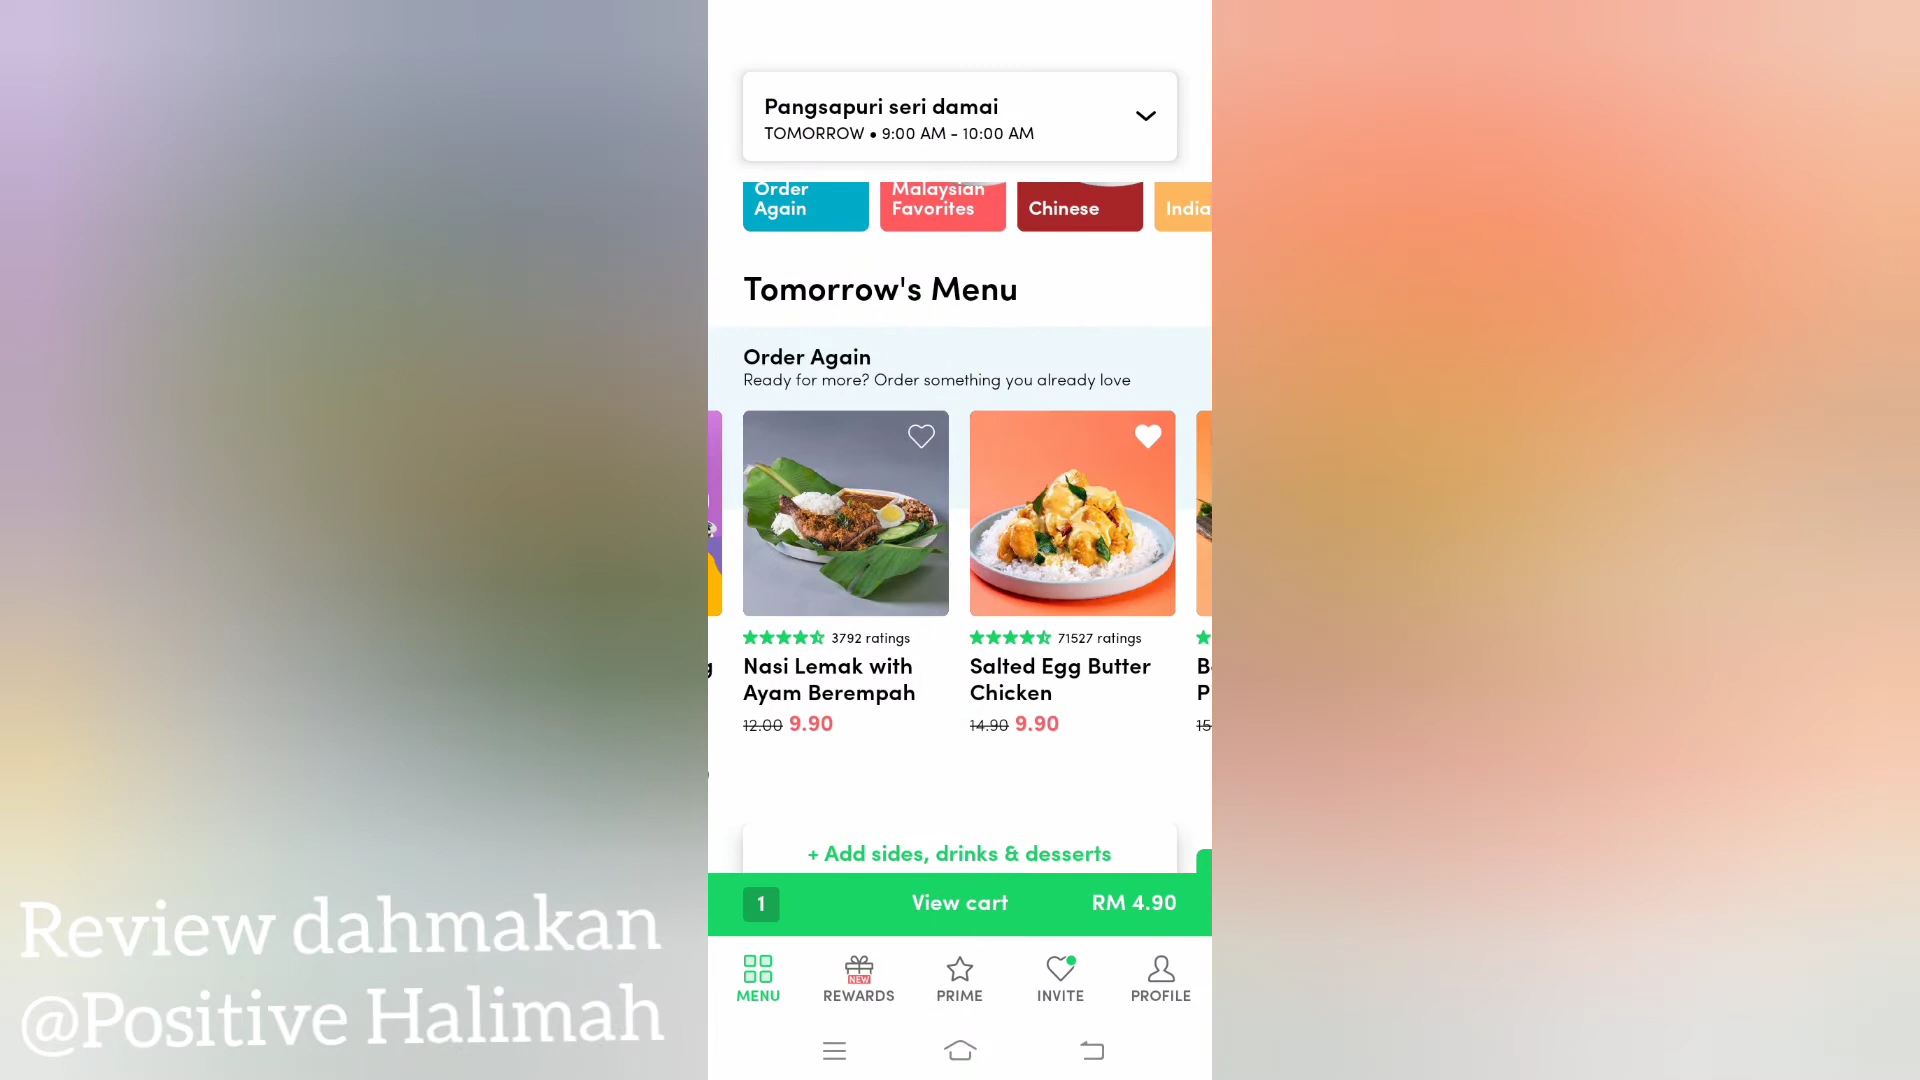 Pangsapuri seri damai
TOMORROW • 9:00 AM - 10:00 AM
Order
Again
Malaysian
Favorites
Chinese
India
Tomorrow's Menu
Order Again
Ready for more? Order something you already love
3792 ratings
Nasi Lemak with
Ayam Berempah
12.00 9.90
71527 ratings
Salted Egg Butter
Chicken
14.90 9.90
B
P
15
+ Add sides, drinks & desserts
1 View cart RM 4.90
NEW
MENU REWARDS PRIME INVITE PROFILE
Review dahmakan
@Positive Halimah